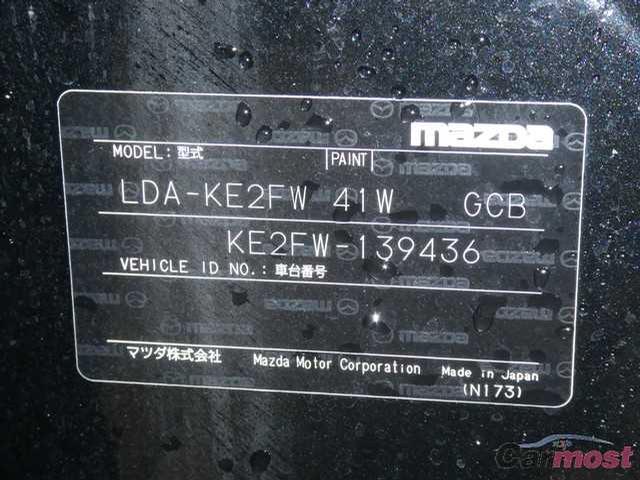 mazda
MODEL: 型式 PAINT
LDA-KE2FW 41W GCB
KE2FW-139436
VEHICLE ID NO.: 車台番号
マツダ株式会社 Mazda Motor Corporation Made in Japan
(N173)
Carmost